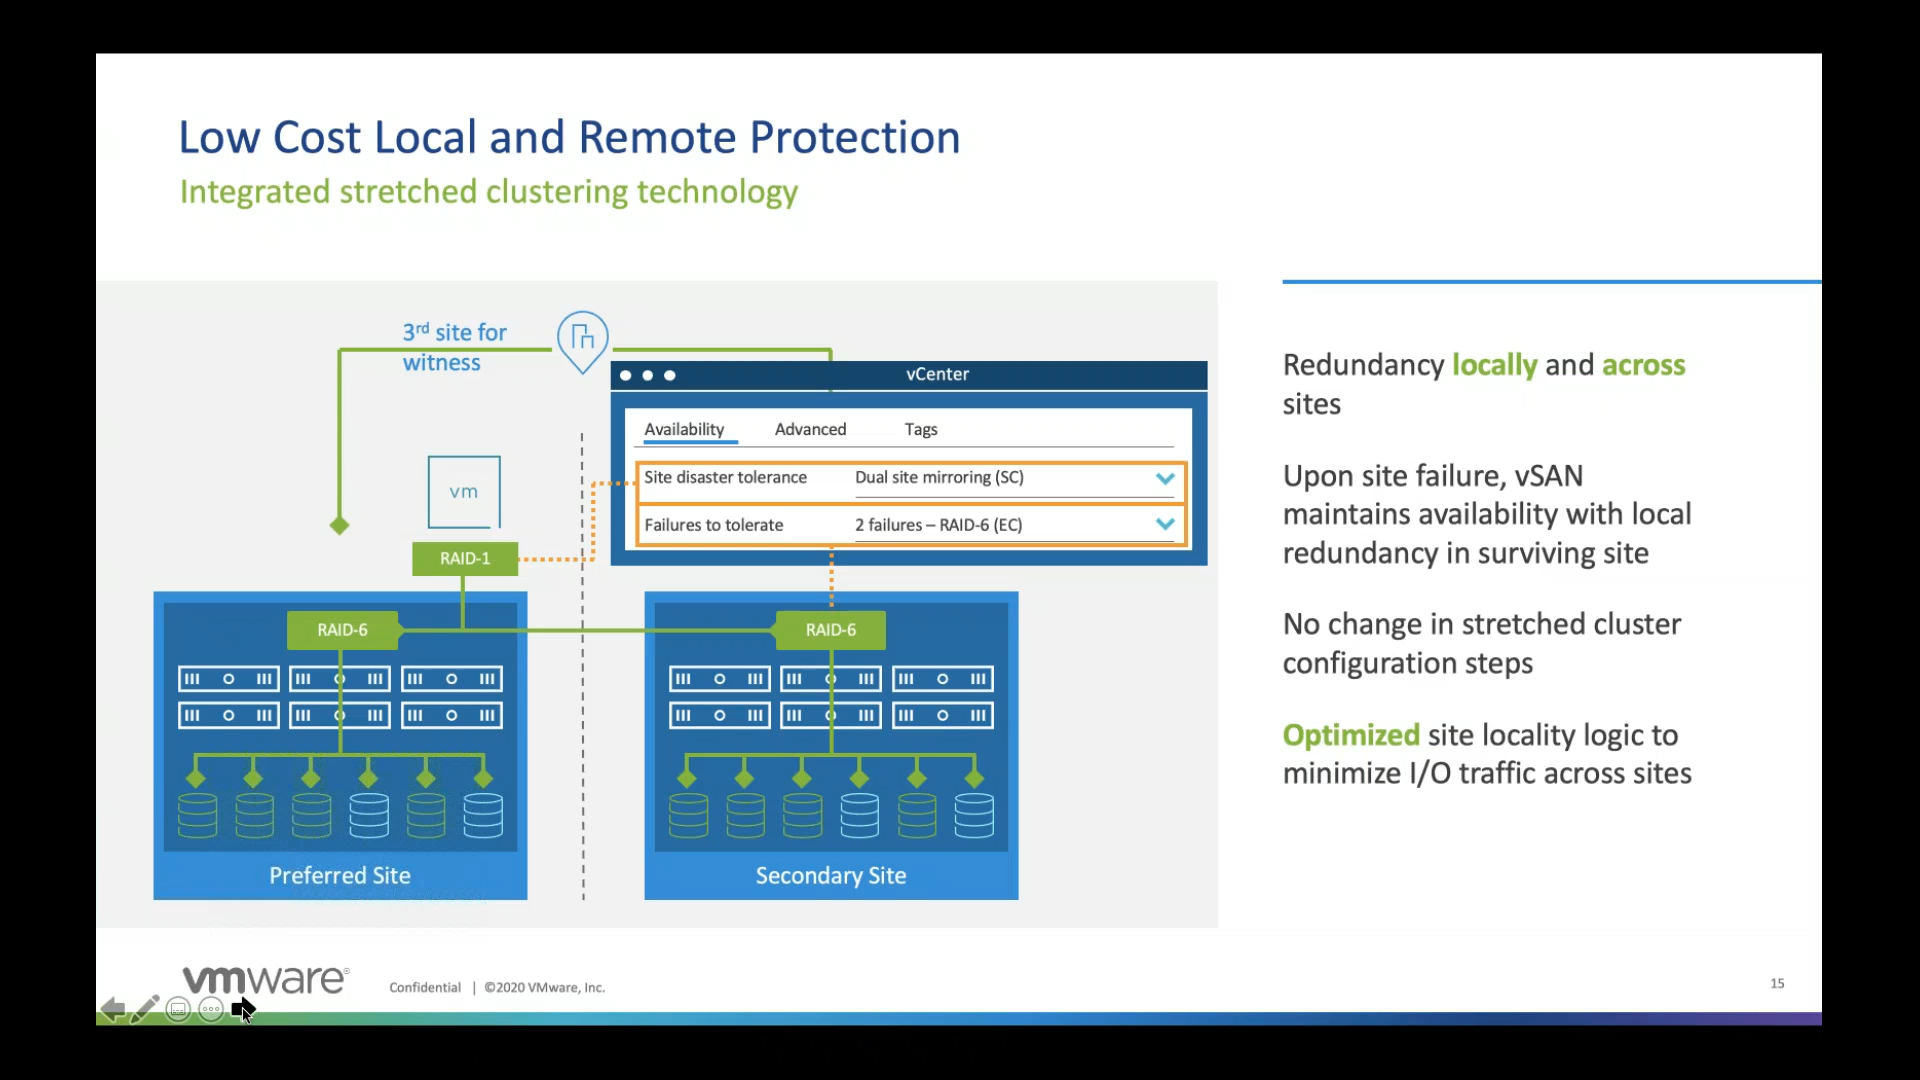 Low Cost Local and Remote Protection
Integrated stretched clustering technology
3rd site for
witness
vCenter
Availability Advanced Tags
Site disaster tolerance Dual site mirroring (SC)
Failures to tolerate 2 failures – RAID-6 (EC)
vm
RAID-1
RAID-6
RAID-6
Preferred Site
Secondary Site
Redundancy locally and across
sites
Upon site failure, vSAN
maintains availability with local
redundancy in surviving site
No change in stretched cluster
configuration steps
Optimized site locality logic to
minimize I/O traffic across sites
vmware®
Confidential | ©2020 VMware, Inc.
15